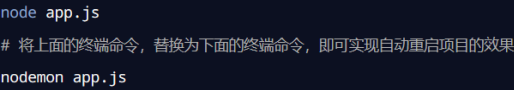 node app.js
# 将上面的终端命令，替换为下面的终端命令，即可实现自动重启项目的效果
nodemon app.js